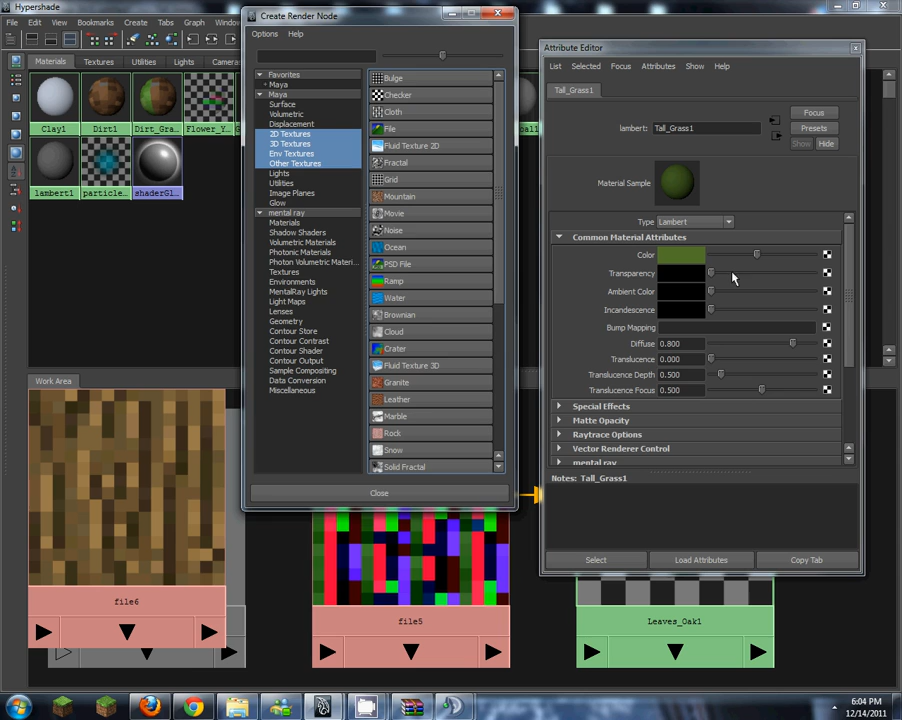 Hypershade
File Edit View Bookmarks Create Tabs Graph
Materials Textures Utilities Lights Cameras
Clay1 Dirt1 Dirt_Gra... Flower_Y...
lambert1 particle... shaderGl...
Work Area
file6
file5
Leaves_Oak1
Create Render Node
Options Help
Favorites
Maya
Maya
Surface
Volumetric
Displacement
2D Textures
3D Textures
Env Textures
Other Textures
Lights
Utilities
Image Planes
Glow
mental ray
Materials
Shadow Shaders
Volumetric Materials
Photonic Materials
Photon Volumetric Materi...
Textures
Environments
MentalRay Lights
Light Maps
Lenses
Geometry
Contour Store
Contour Contrast
Contour Shader
Contour Output
Sample Compositing
Data Conversion
Miscellaneous
Bulge
Checker
Cloth
File
Fluid Texture 2D
Fractal
Grid
Mountain
Movie
Noise
Ocean
PSD File
Ramp
Water
Brownian
Cloud
Crater
Fluid Texture 3D
Granite
Leather
Marble
Rock
Snow
Solid Fractal
Close
Attribute Editor
List Selected Focus Attributes Show Help
Tall_Grass1
lambert: Tall_Grass1
Focus
Presets
Show Hide
Material Sample
Type Lambert
Common Material Attributes
Color
Transparency
Ambient Color
Incandescence
Bump Mapping
Diffuse 0.800
Translucence 0.000
Translucence Depth 0.500
Translucence Focus 0.500
Special Effects
Matte Opacity
Raytrace Options
Vector Renderer Control
mental ray
Notes: Tall_Grass1
Select Load Attributes Copy Tab
6:04 PM
12/14/2011